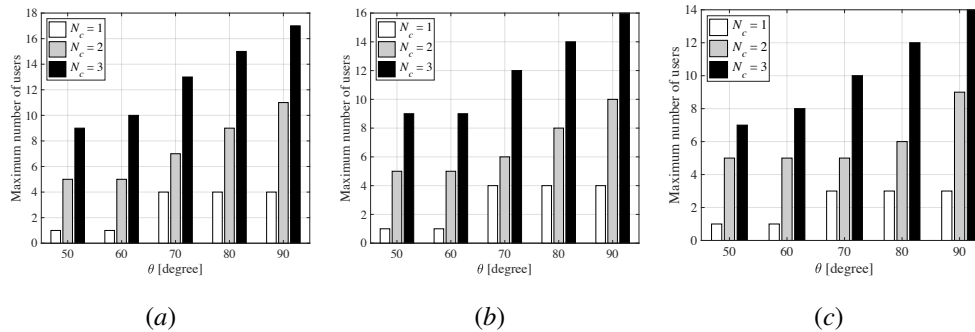 18
16
14
12
10
8
6
4
2
0
Maximum number of users
N_c = 1
N_c = 2
N_c = 3
50 60 70 80 90
θ [degree]
(a)
16
14
12
10
8
6
4
2
0
Maximum number of users
N_c = 1
N_c = 2
N_c = 3
50 60 70 80 90
θ [degree]
(b)
14
12
10
8
6
4
2
0
Maximum number of users
N_c = 1
N_c = 2
N_c = 3
50 60 70 80 90
θ [degree]
(c)